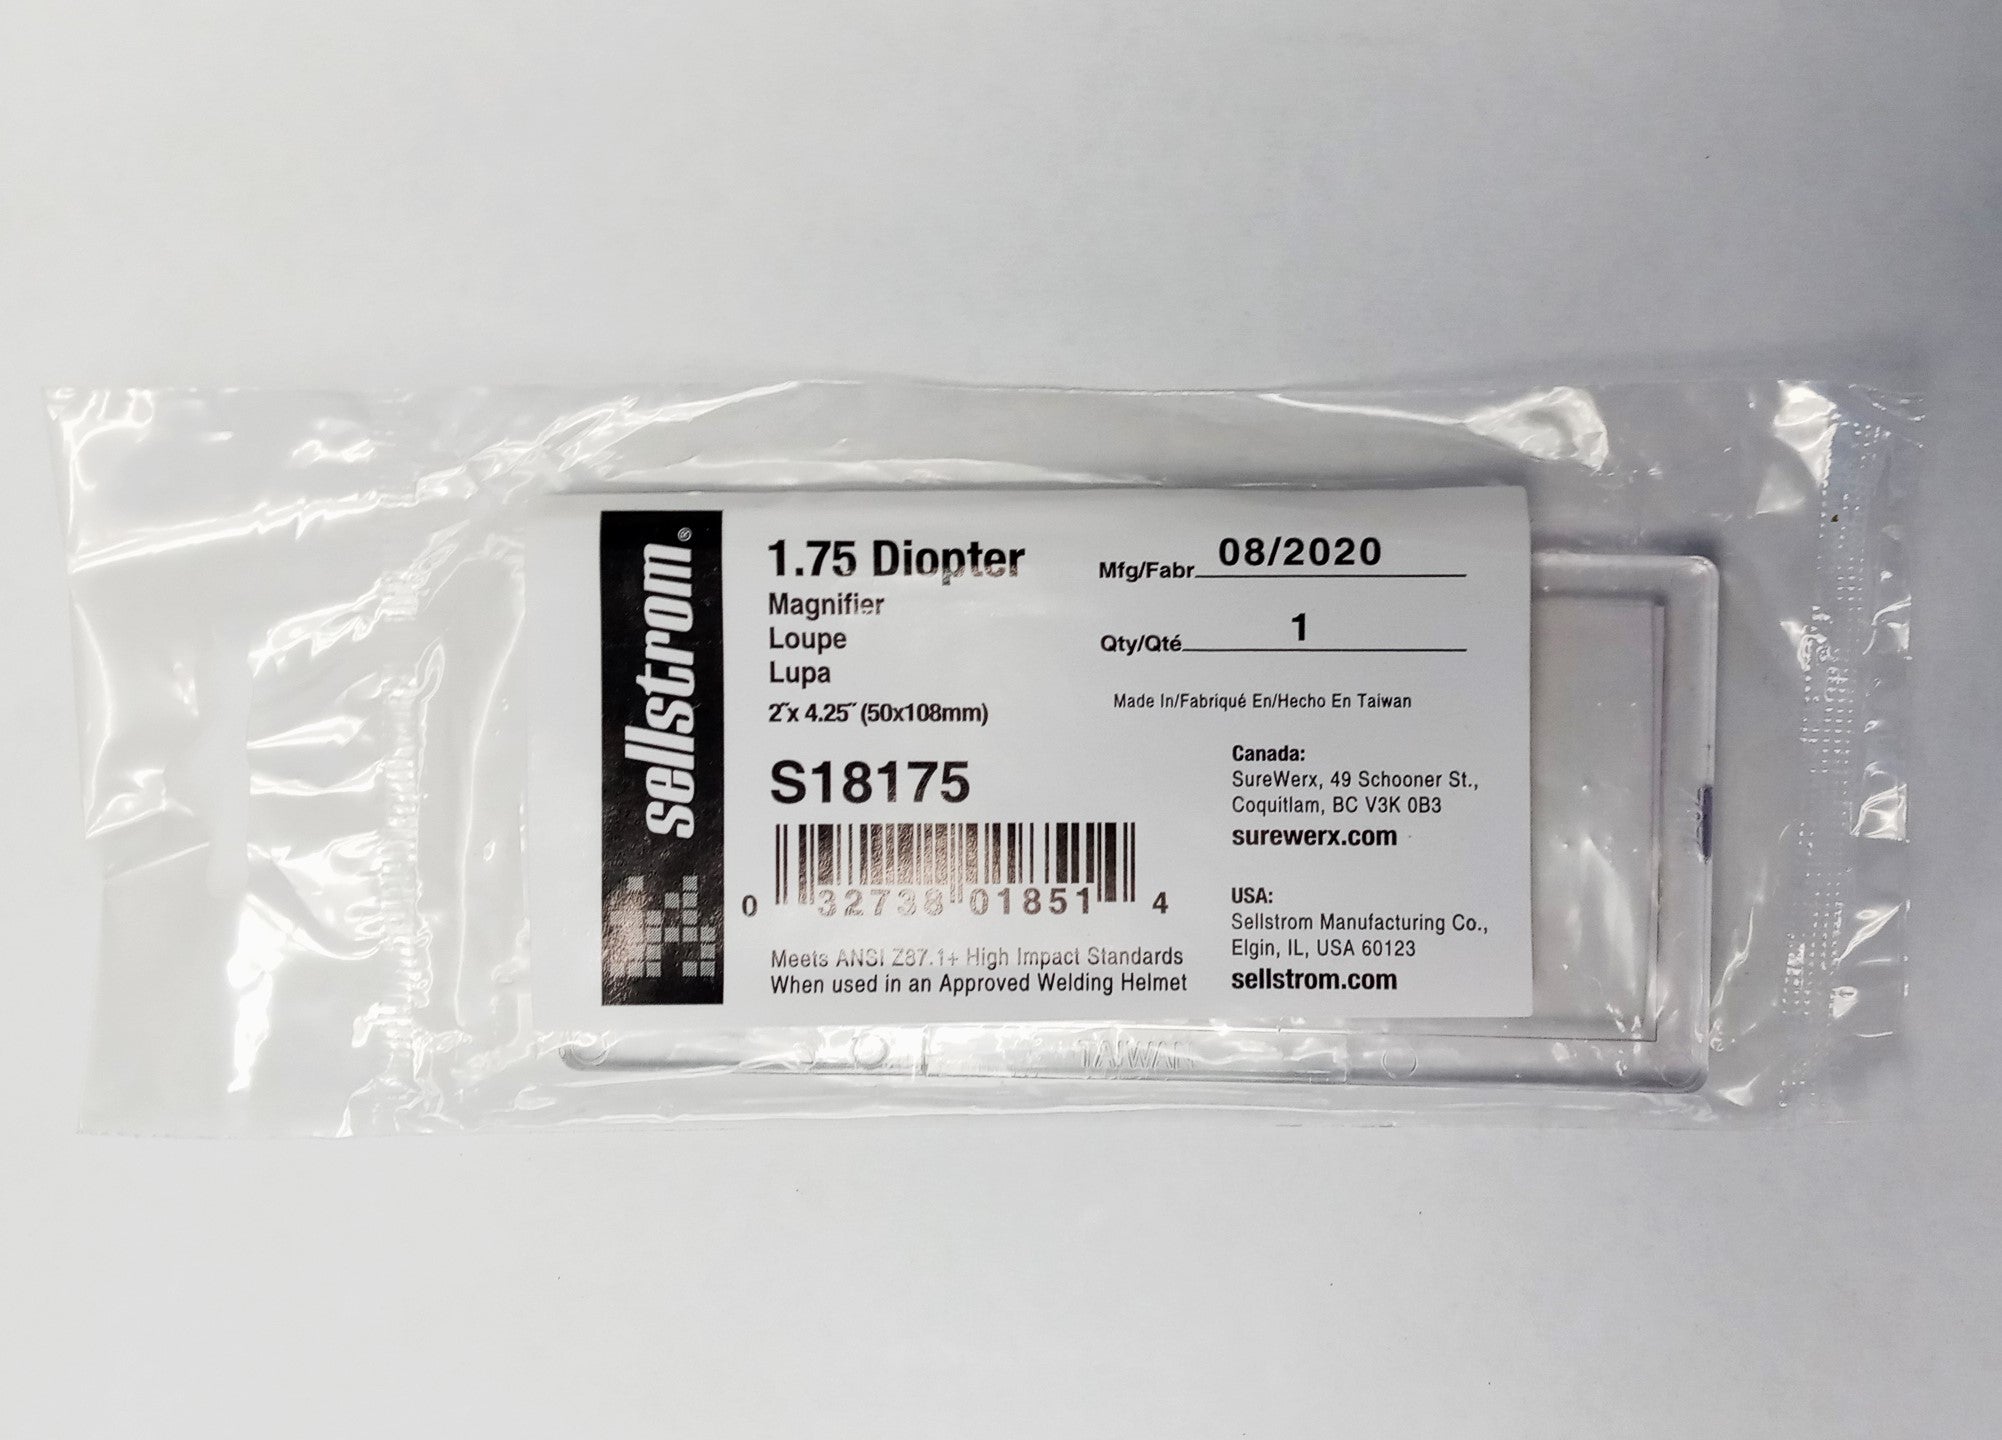 sellstrom®
1.75 Diopter
Magnifier
Loupe
Lupa
2˝x 4.25˝ (50x108mm)
S18175
0 32738 01851 4
Meets ANSI Z87.1+ High Impact Standards
When used in an Approved Welding Helmet
Mfg/Fabr. 08/2020
Qty/Qté 1
Made In/Fabriqué En/Hecho En Taiwan
Canada:
SureWerx, 49 Schooner St.,
Coquitlam, BC V3K 0B3
surewerx.com
USA:
Sellstrom Manufacturing Co.,
Elgin, IL, USA 60123
sellstrom.com
TAIWAN